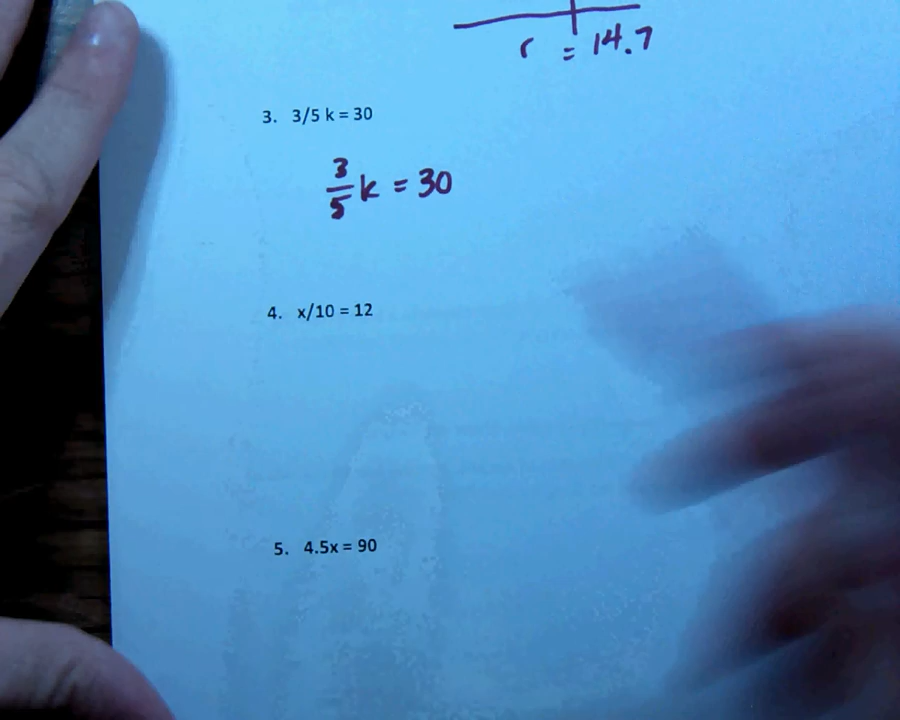 r = 14.7
3. 3/5 k = 30
3/5 k = 30
4. x/10 = 12
5. 4.5x = 90